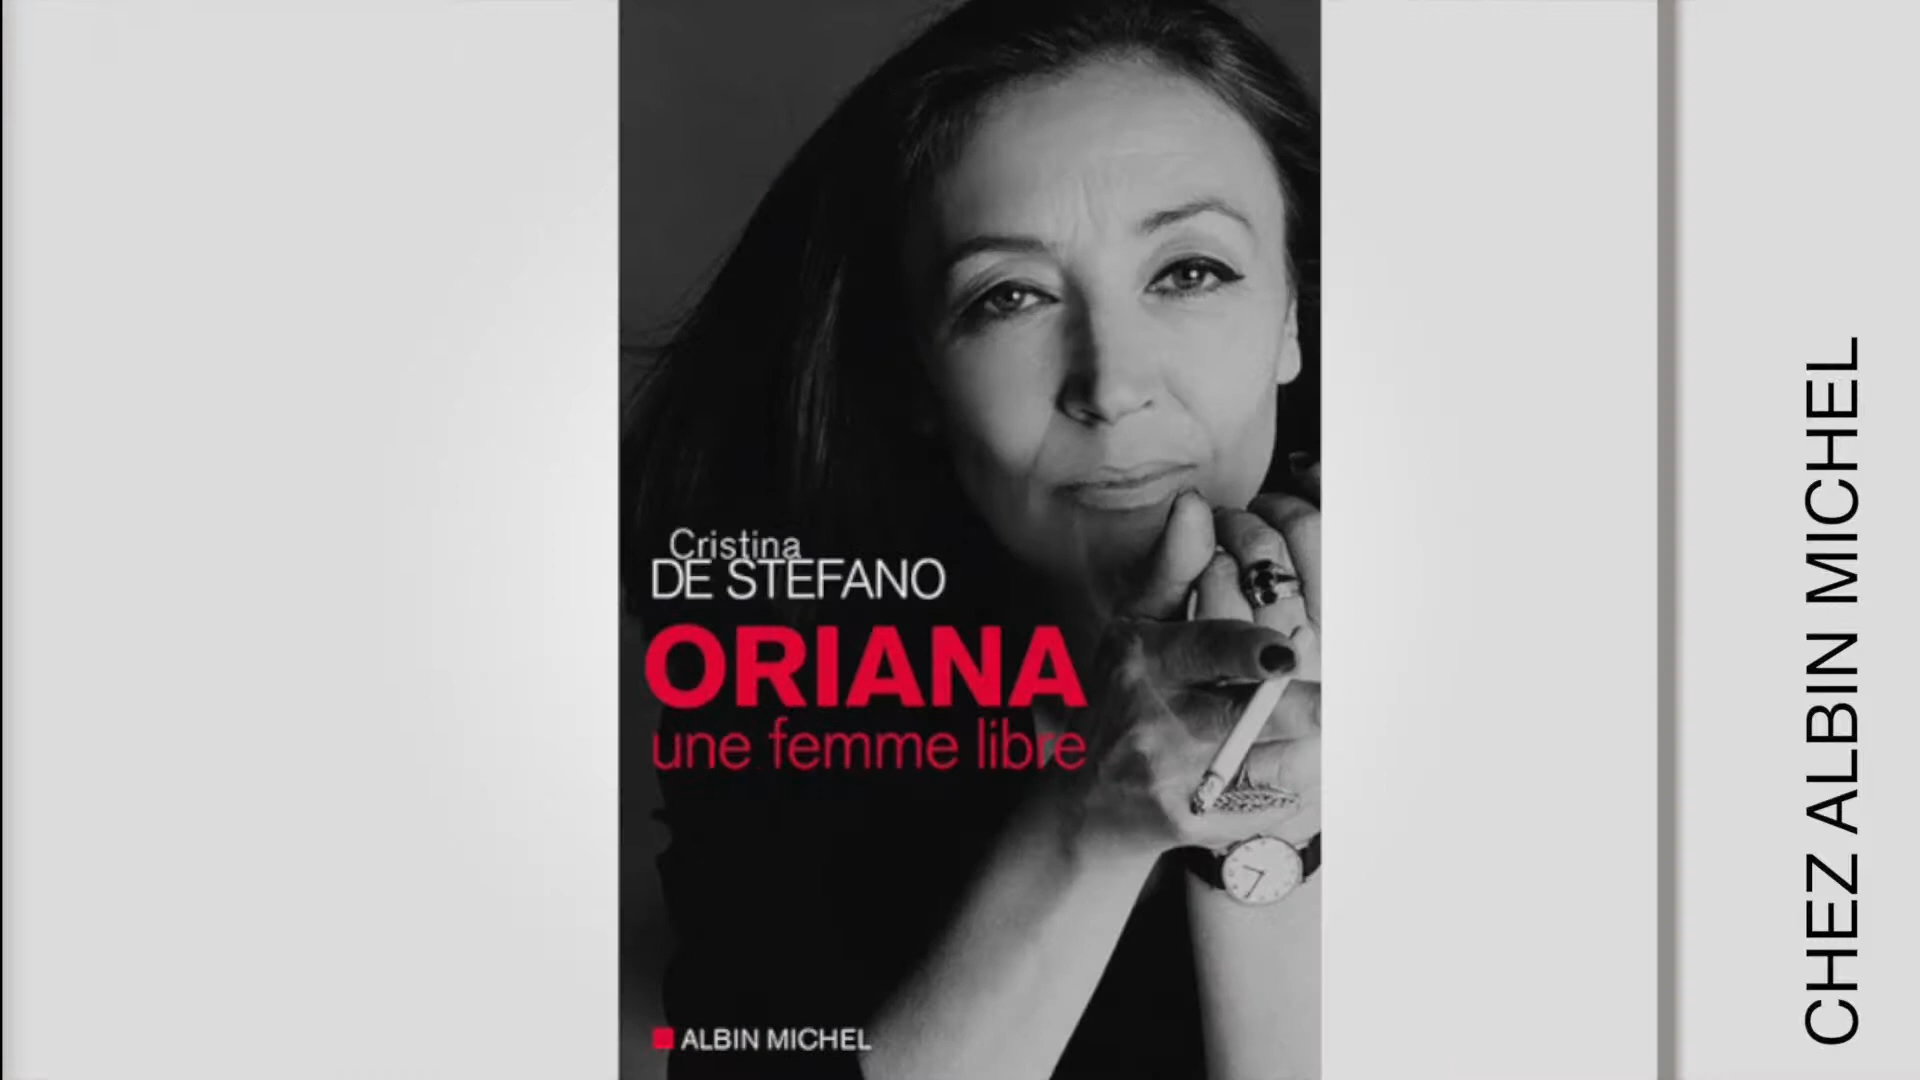 Cristina
DE STEFANO
ORIANA
une femme libre
ALBIN MICHEL
CHEZ ALBIN MICHEL